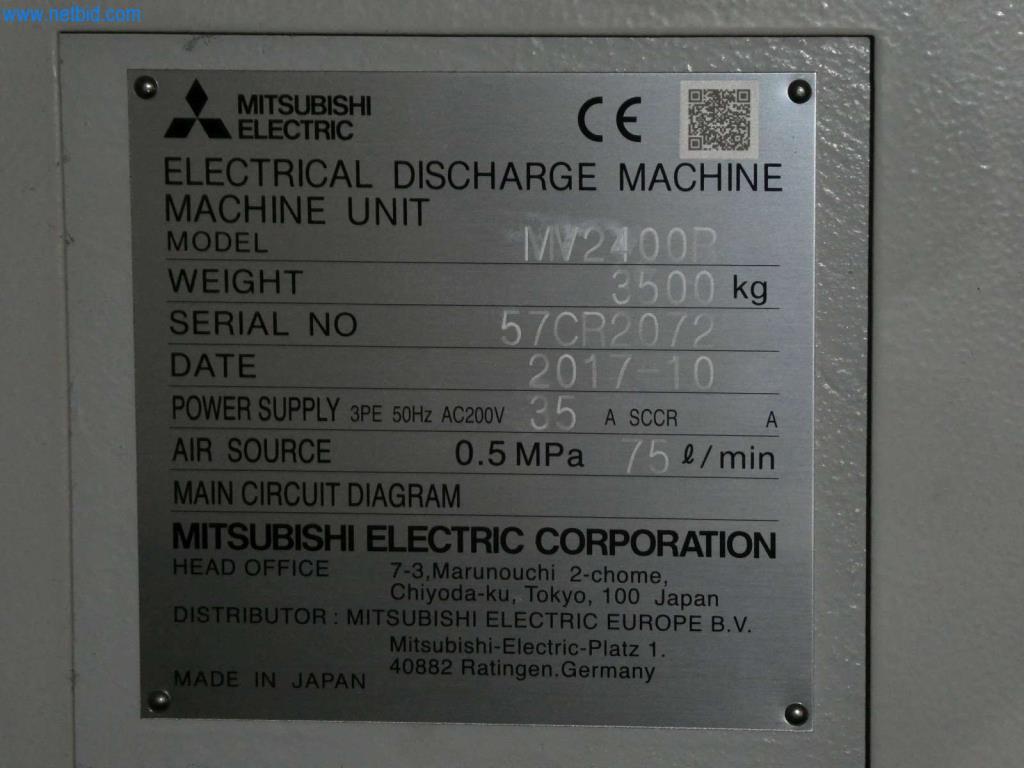 www.netbid.com
MITSUBISHI
ELECTRIC
CE
ELECTRICAL DISCHARGE MACHINE
MACHINE UNIT
MODEL MV2400R
WEIGHT 3500 kg
SERIAL NO 57CR2072
DATE 2017-10
POWER SUPPLY 3PE 50Hz AC200V 35 A SCCR A
AIR SOURCE 0.5 MPa 75 ℓ/min
MAIN CIRCUIT DIAGRAM
MITSUBISHI ELECTRIC CORPORATION
HEAD OFFICE 7-3,Marunouchi 2-chome,
Chiyoda-ku, Tokyo, 100 Japan
DISTRIBUTOR : MITSUBISHI ELECTRIC EUROPE B.V.
Mitsubishi-Electric-Platz 1.
40882 Ratingen.Germany
MADE IN JAPAN